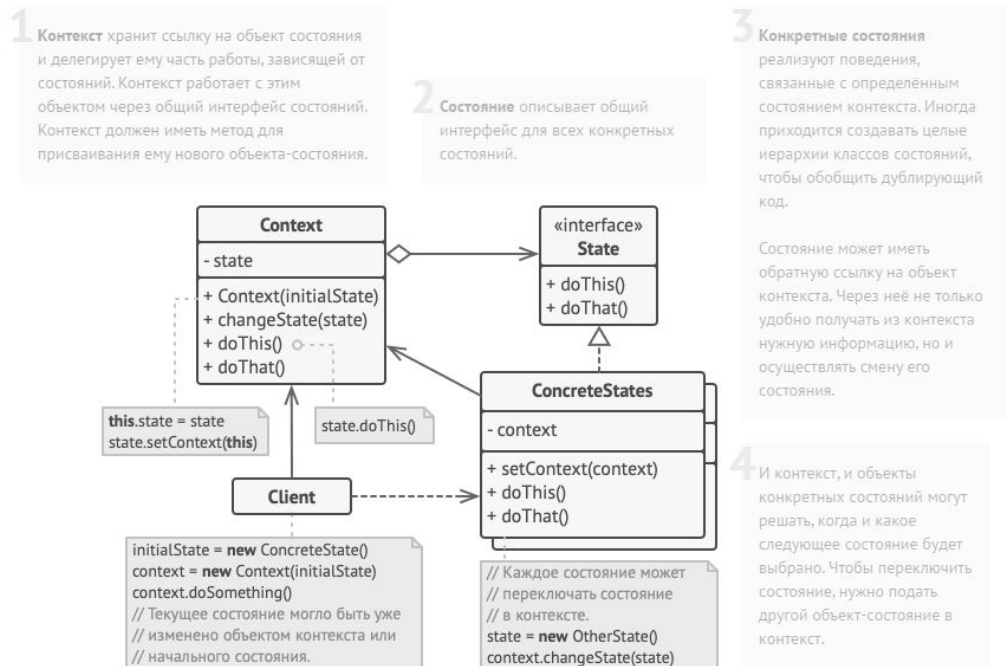 1
Контекст хранит ссылку на объект состояния
и делегирует ему часть работы, зависящей от
состояний. Контекст работает с этим
объектом через общий интерфейс состояний.
Контекст должен иметь метод для
присваивания ему нового объекта-состояния.
2
Состояние описывает общий
интерфейс для всех конкретных
состояний.
3
Конкретные состояния
реализуют поведения,
связанные с определённым
состоянием контекста. Иногда
приходится создавать целые
иерархии классов состояний,
чтобы обобщить дублирующий
код.
Состояние может иметь
обратную ссылку на объект
контекста. Через неё не только
удобно получать из контекста
нужную информацию, но и
осуществлять смену его
состояния.
Context
- state
+ Context(initialState)
+ changeState(state)
+ doThis()
+ doThat()
«interface»
State
+ doThis()
+ doThat()
this.state = state
state.setContext(this)
state.doThis()
ConcreteStates
- context
+ setContext(context)
+ doThis()
+ doThat()
Client
initialState = new ConcreteState()
context = new Context(initialState)
context.doSomething()
// Текущее состояние могло быть уже
// изменено объектом контекста или
// начального состояния.
// Каждое состояние может
// переключать состояние
// в контексте.
state = new OtherState()
context.changeState(state)
4
И контекст, и объекты
конкретных состояний могут
решать, когда и какое
следующее состояние будет
выбрано. Чтобы переключить
состояние, нужно подать
другой объект-состояние в
контекст.